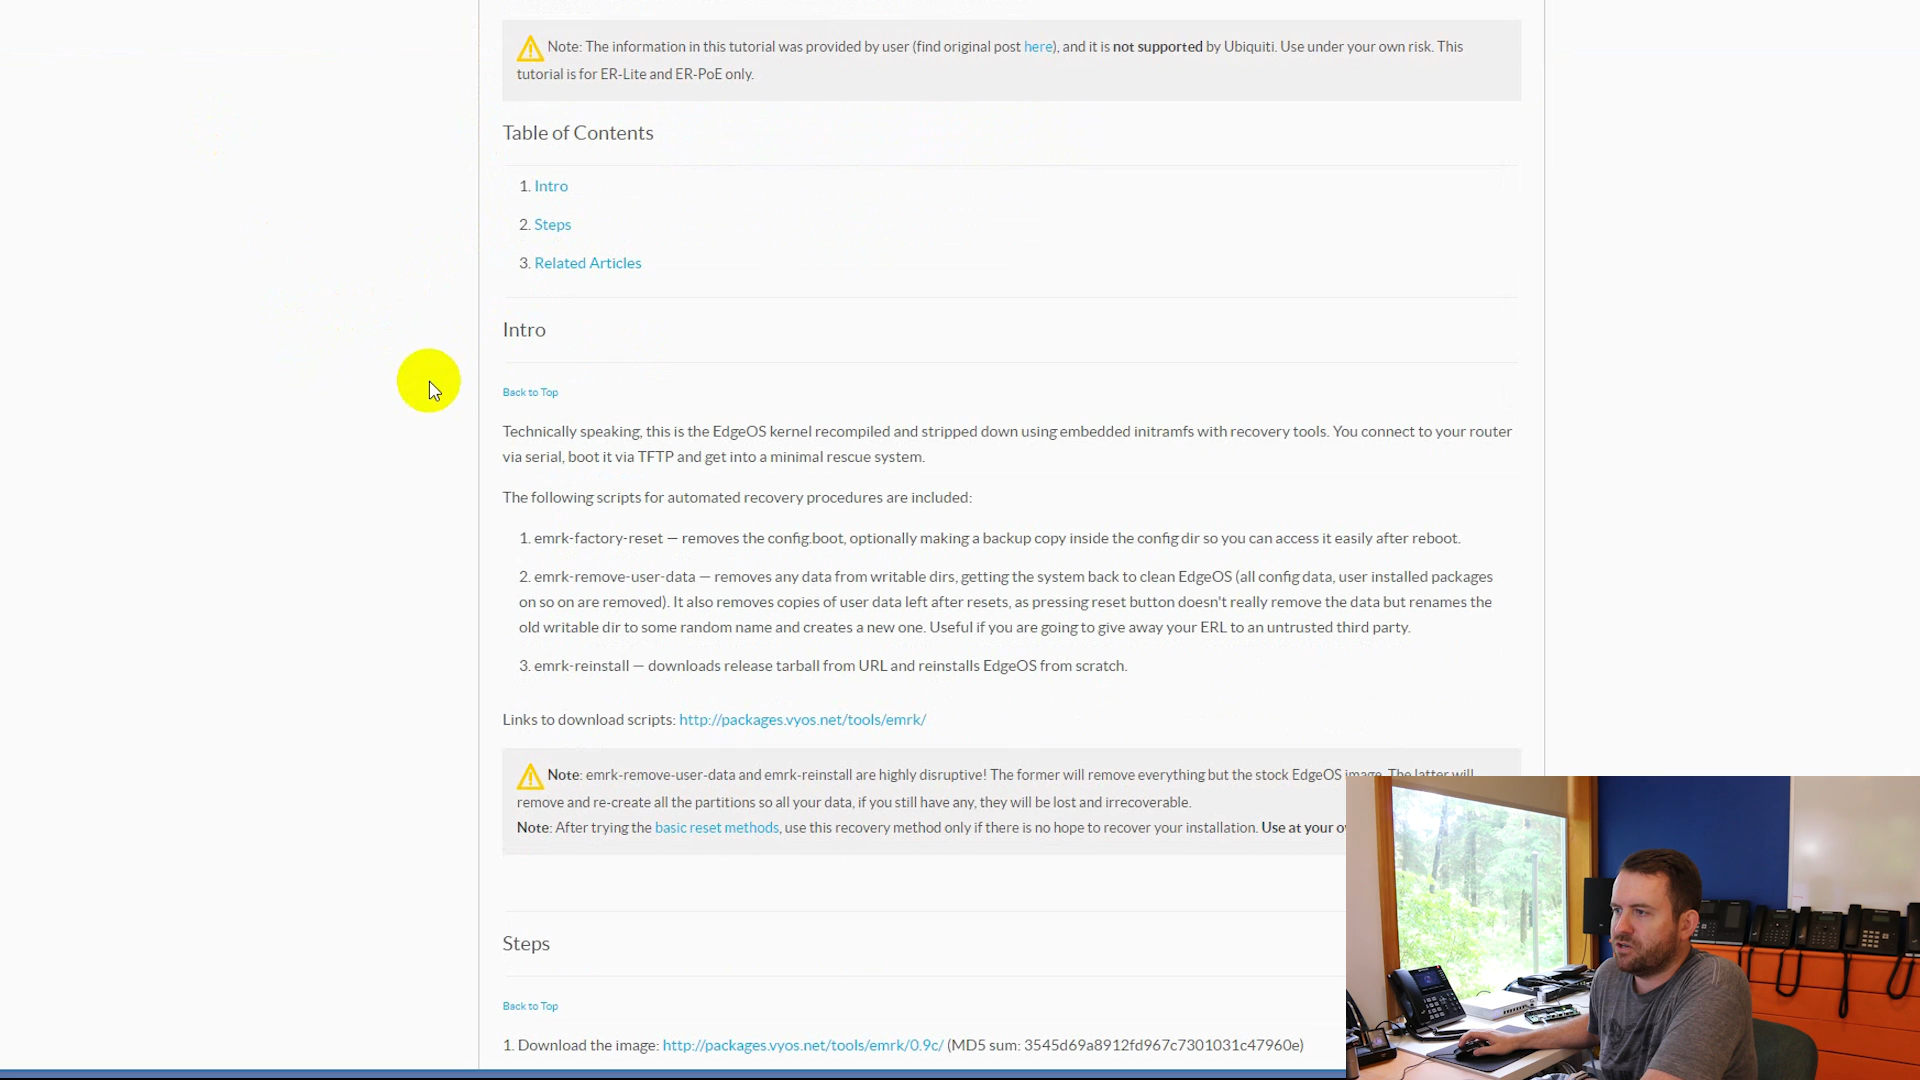 Note: The information in this tutorial was provided by user (find original post here), and it is not supported by Ubiquiti. Use under your own risk. This
tutorial is for ER-Lite and ER-PoE only.
Table of Contents
1. Intro
2. Steps
3. Related Articles
Intro
Back to Top
Technically speaking, this is the EdgeOS kernel recompiled and stripped down using embedded initramfs with recovery tools. You connect to your router
via serial, boot it via TFTP and get into a minimal rescue system.
The following scripts for automated recovery procedures are included:
1. emrk-factory-reset — removes the config.boot, optionally making a backup copy inside the config dir so you can access it easily after reboot.
2. emrk-remove-user-data — removes any data from writable dirs, getting the system back to clean EdgeOS (all config data, user installed packages
on so on are removed). It also removes copies of user data left after resets, as pressing reset button doesn't really remove the data but renames the
old writable dir to some random name and creates a new one. Useful if you are going to give away your ERL to an untrusted third party.
3. emrk-reinstall — downloads release tarball from URL and reinstalls EdgeOS from scratch.
Links to download scripts: http://packages.vyos.net/tools/emrk/
Note: emrk-remove-user-data and emrk-reinstall are highly disruptive! The former will remove everything but the stock EdgeOS image. The latter will
remove and re-create all the partitions so all your data, if you still have any, they will be lost and irrecoverable.
Note: After trying the basic reset methods, use this recovery method only if there is no hope to recover your installation. Use at your
Steps
Back to Top
1. Download the image: http://packages.vyos.net/tools/emrk/0.9c/ (MD5 sum: 3545d69a8912fd967c7301031c47960e)